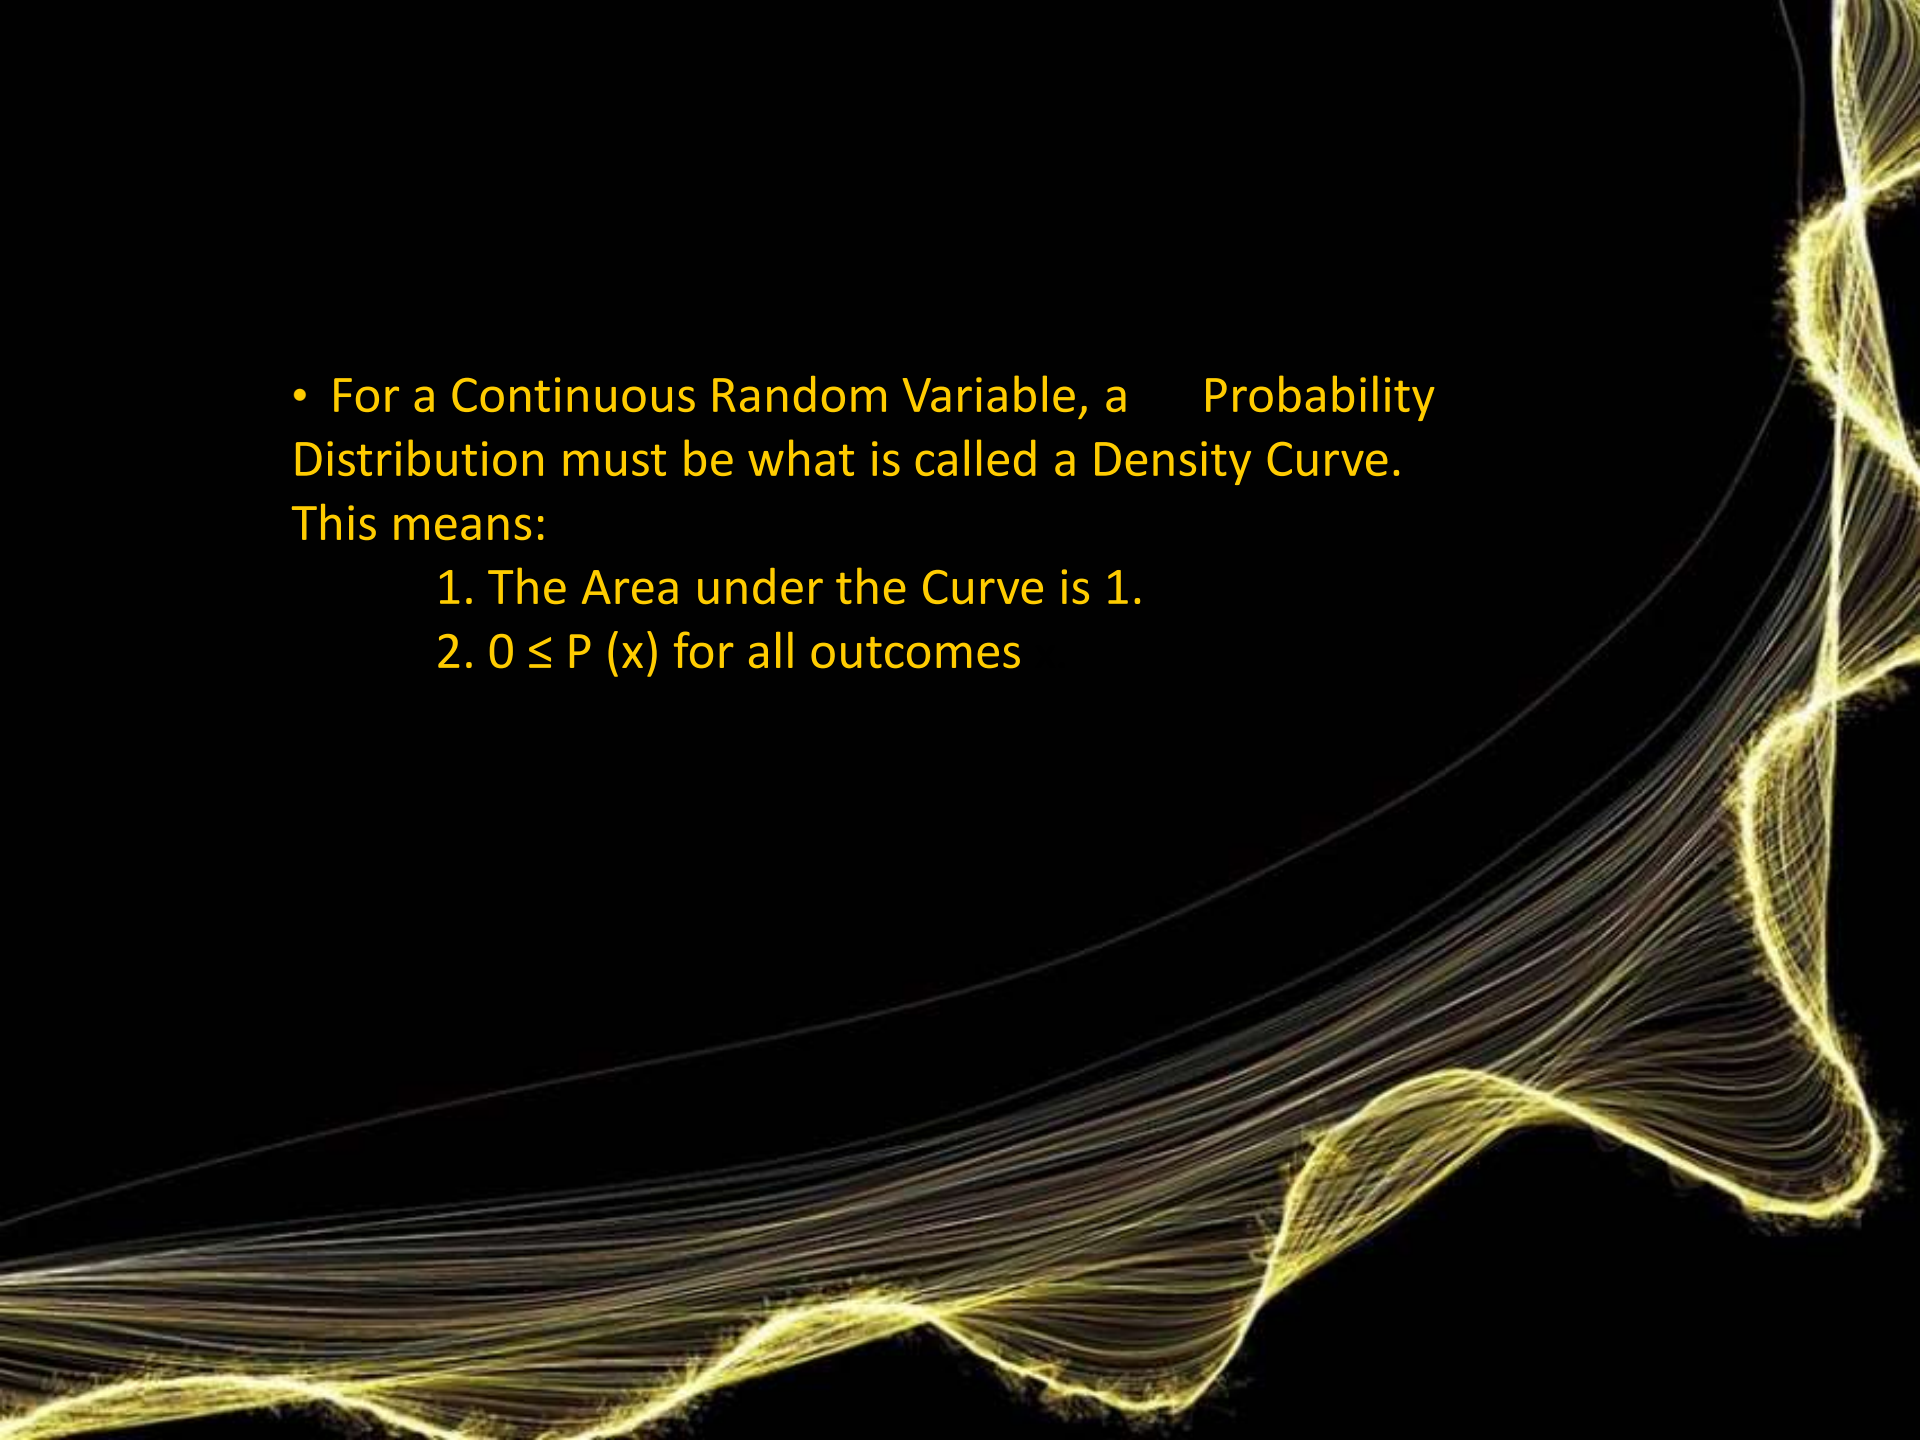 • For a Continuous Random Variable, a Probability
Distribution must be what is called a Density Curve.
This means:
1. The Area under the Curve is 1.
2. 0 ≤ P (x) for all outcomes